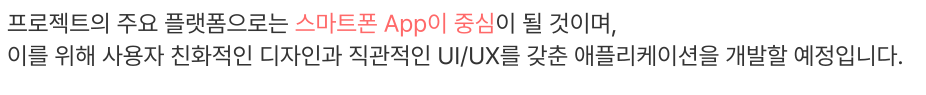 프로젝트의 주요 플랫폼으로는 스마트폰 App이 중심이 될 것이며,
이를 위해 사용자 친화적인 디자인과 직관적인 UI/UX를 갖춘 애플리케이션을 개발할 예정입니다.